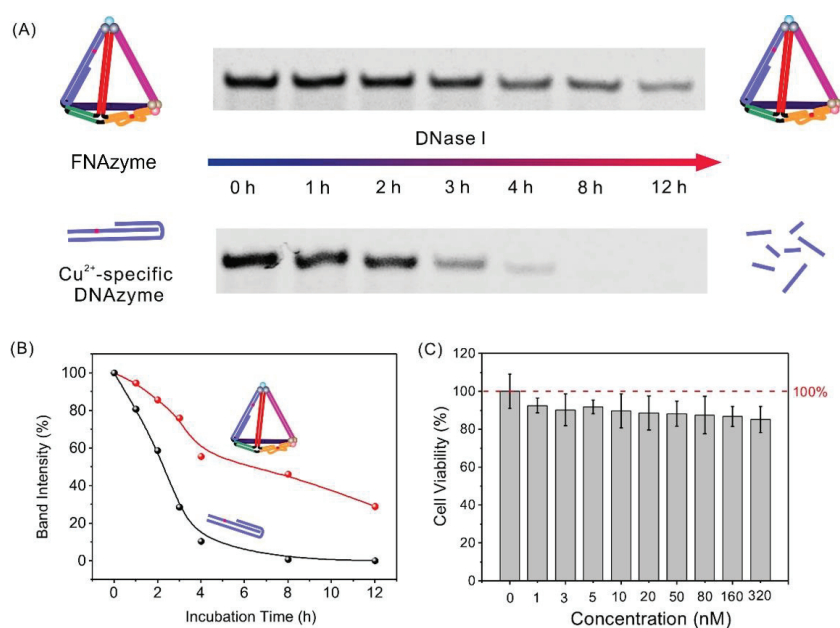 (A)
FNAzyme
DNase I
0 h 1 h 2 h 3 h 4 h 8 h 12 h
Cu²⁺-specific
DNAzyme
(B)
Band Intensity (%)
100
80
60
40
20
0
0 2 4 6 8 10 12
Incubation Time (h)
(C)
Cell Viability (%)
120
100
80
60
40
20
0
100%
0 1 3 5 10 20 50 80 160 320
Concentration (nM)